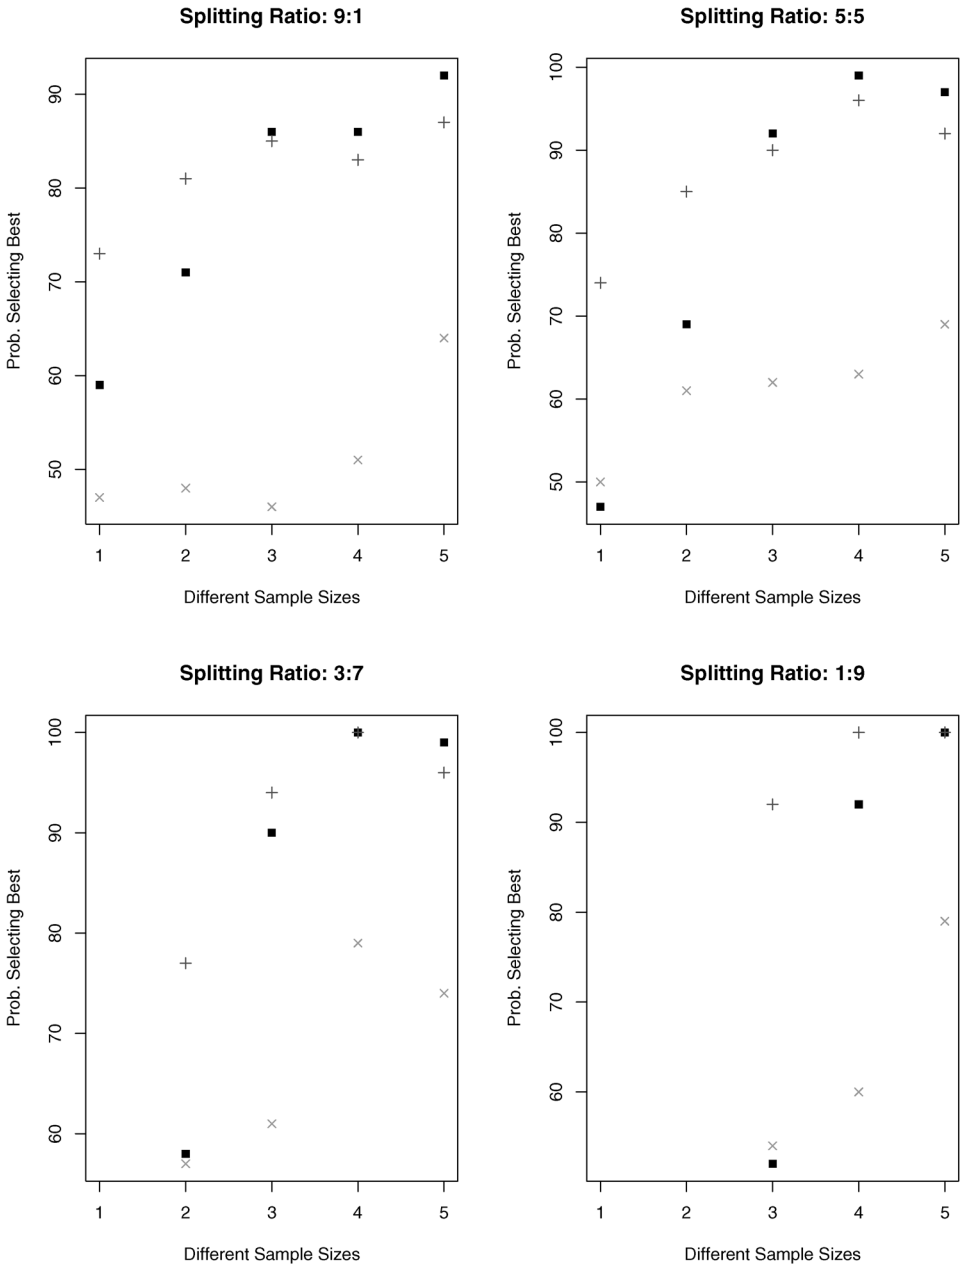 Splitting Ratio: 9:1
Prob. Selecting Best
90
80
70
60
50
1 2 3 4 5
Different Sample Sizes
Splitting Ratio: 5:5
Prob. Selecting Best
100
90
80
70
60
50
1 2 3 4 5
Different Sample Sizes
Splitting Ratio: 3:7
Prob. Selecting Best
100
90
80
70
60
1 2 3 4 5
Different Sample Sizes
Splitting Ratio: 1:9
Prob. Selecting Best
100
90
80
70
60
1 2 3 4 5
Different Sample Sizes